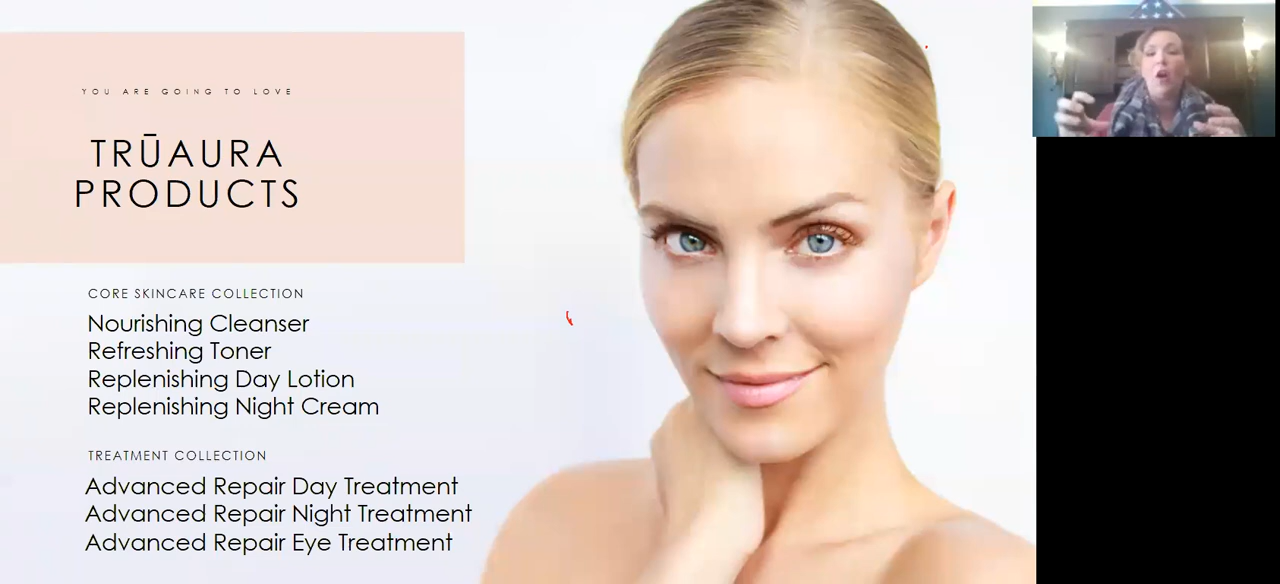 YOU ARE GOING TO LOVE
TRŪAURA
PRODUCTS
CORE SKINCARE COLLECTION
Nourishing Cleanser
Refreshing Toner
Replenishing Day Lotion
Replenishing Night Cream
TREATMENT COLLECTION
Advanced Repair Day Treatment
Advanced Repair Night Treatment
Advanced Repair Eye Treatment